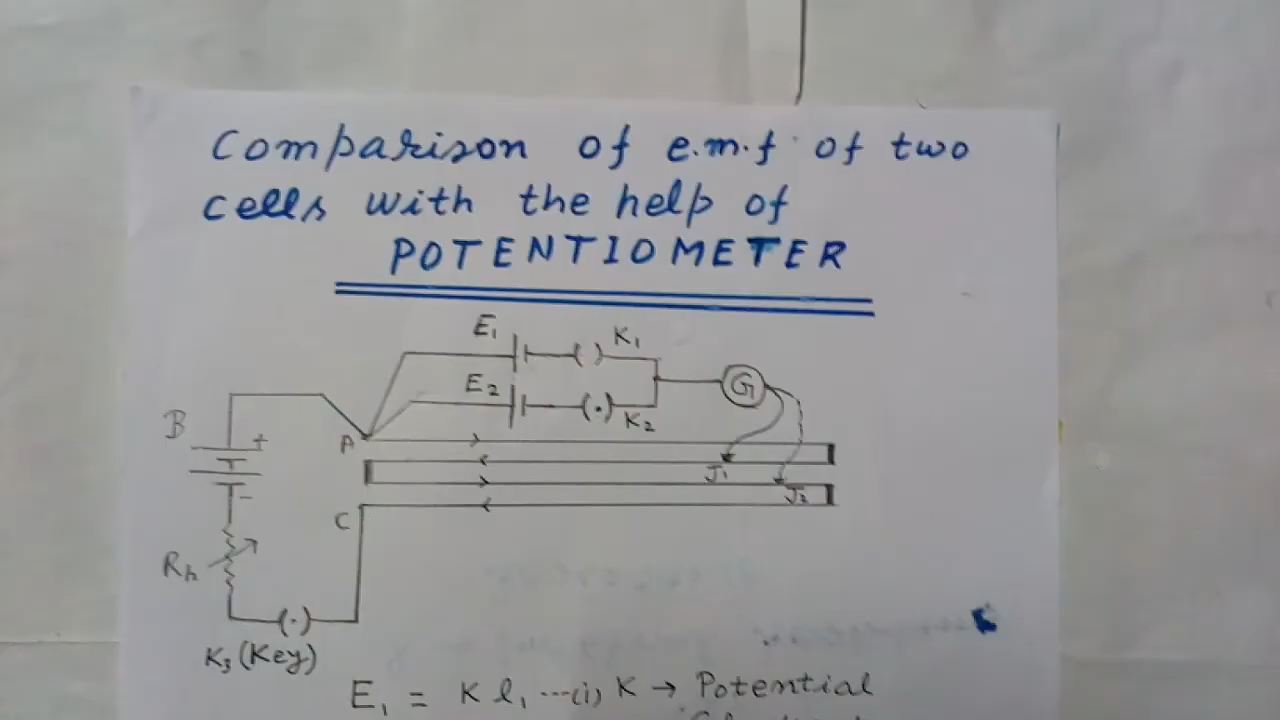 Comparison of e.m.f. of two
cells with the help of
POTENTIOMETER
E1
K1
E2
K2
G
B
+
A
J1
-
J2
C
Rh
K3 (Key)
E1 = K l1 ...(i) K → Potential